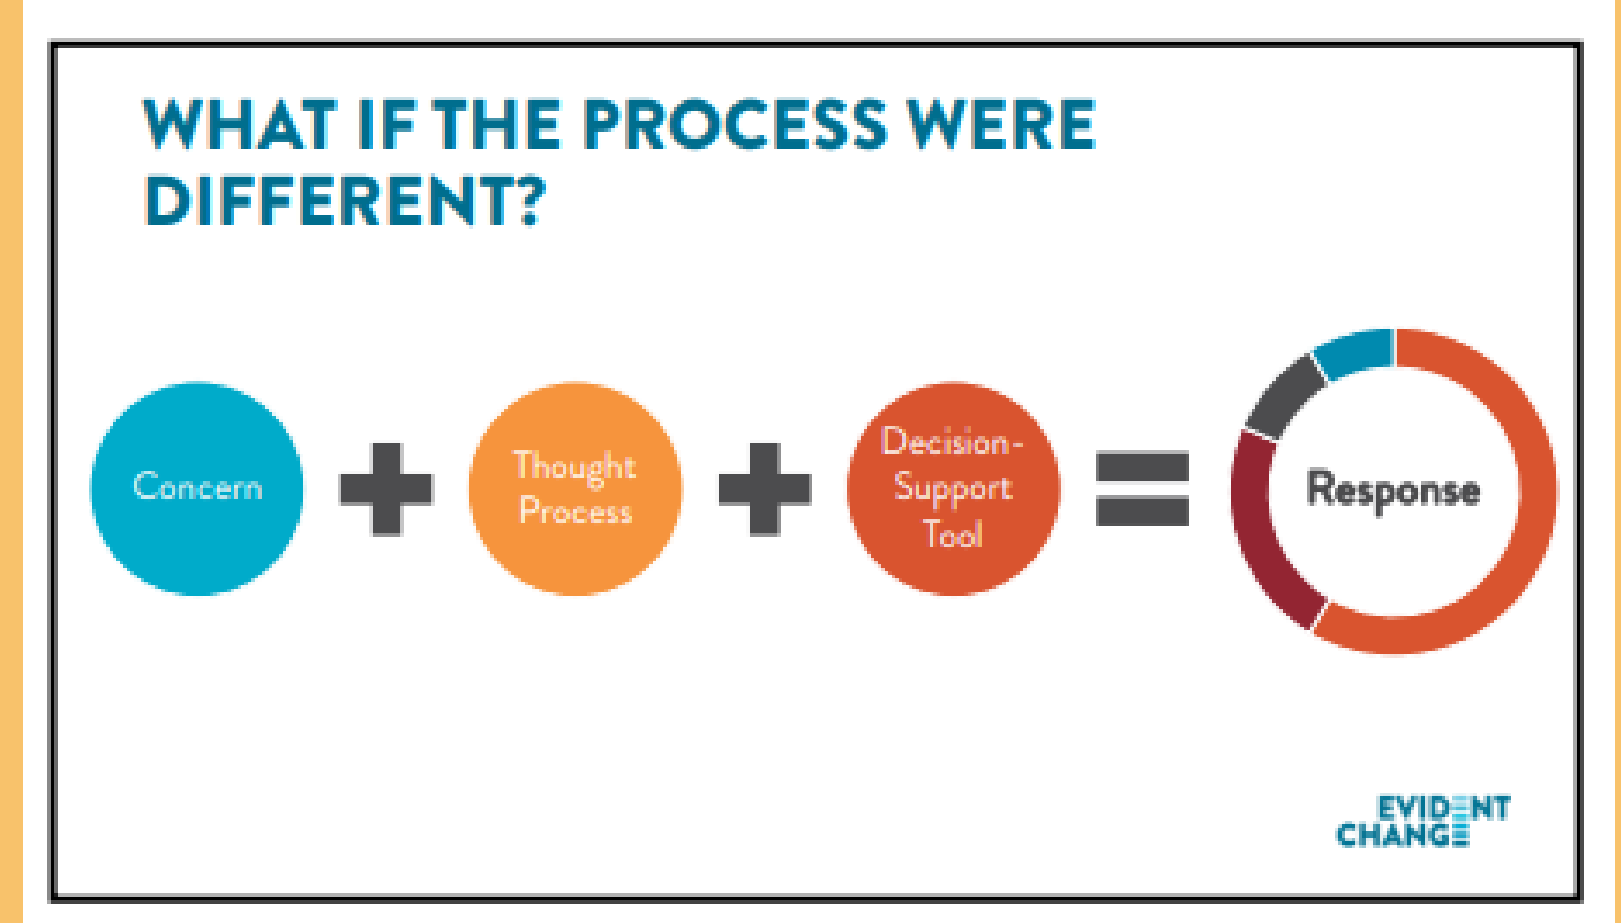 WHAT IF THE PROCESS WERE
DIFFERENT?
Concern
Thought
Process
Decision-
Support
Tool
Response
EVIDENT
CHANGE